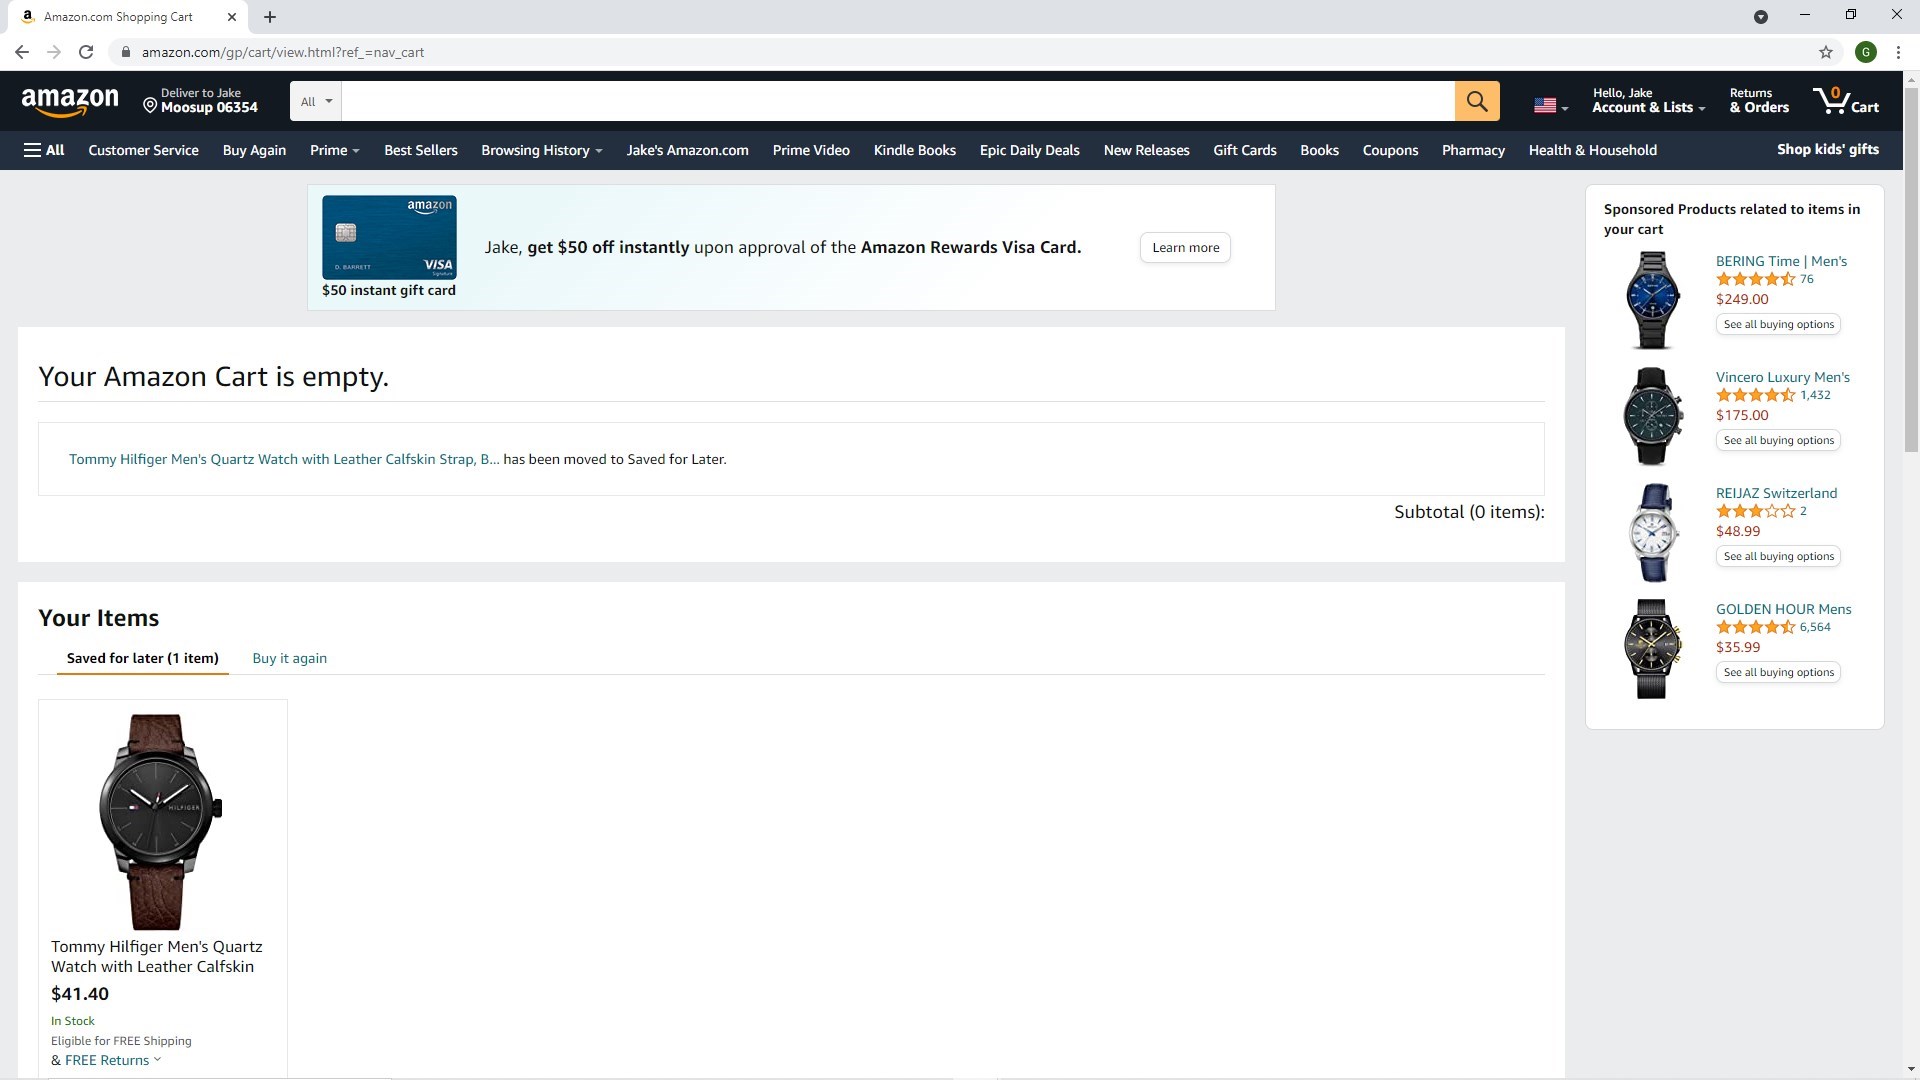 Amazon.com Shopping Cart
amazon.com/gp/cart/view.html?ref_=nav_cart
G
amazon
Deliver to Jake
Moosup 06354
All
Hello, Jake
Account & Lists
Returns
& Orders
0
Cart
All
Customer Service
Buy Again
Prime
Best Sellers
Browsing History
Jake's Amazon.com
Prime Video
Kindle Books
Epic Daily Deals
New Releases
Gift Cards
Books
Coupons
Pharmacy
Health & Household
Shop kids' gifts
amazon
D. BARRETT
VISA
Signature
$50 instant gift card
Jake, get $50 off instantly upon approval of the Amazon Rewards Visa Card.
Learn more
Your Amazon Cart is empty.
Tommy Hilfiger Men's Quartz Watch with Leather Calfskin Strap, B... has been moved to Saved for Later.
Subtotal (0 items):
Your Items
Saved for later (1 item)
Buy it again
HILFIGER
Tommy Hilfiger Men's Quartz
Watch with Leather Calfskin
$41.40
In Stock
Eligible for FREE Shipping
& FREE Returns
Sponsored Products related to items in
your cart
BERING Time | Men's
76
$249.00
See all buying options
Vincero Luxury Men's
1,432
$175.00
See all buying options
REIJAZ Switzerland
2
$48.99
See all buying options
GOLDEN HOUR Mens
6,564
$35.99
See all buying options